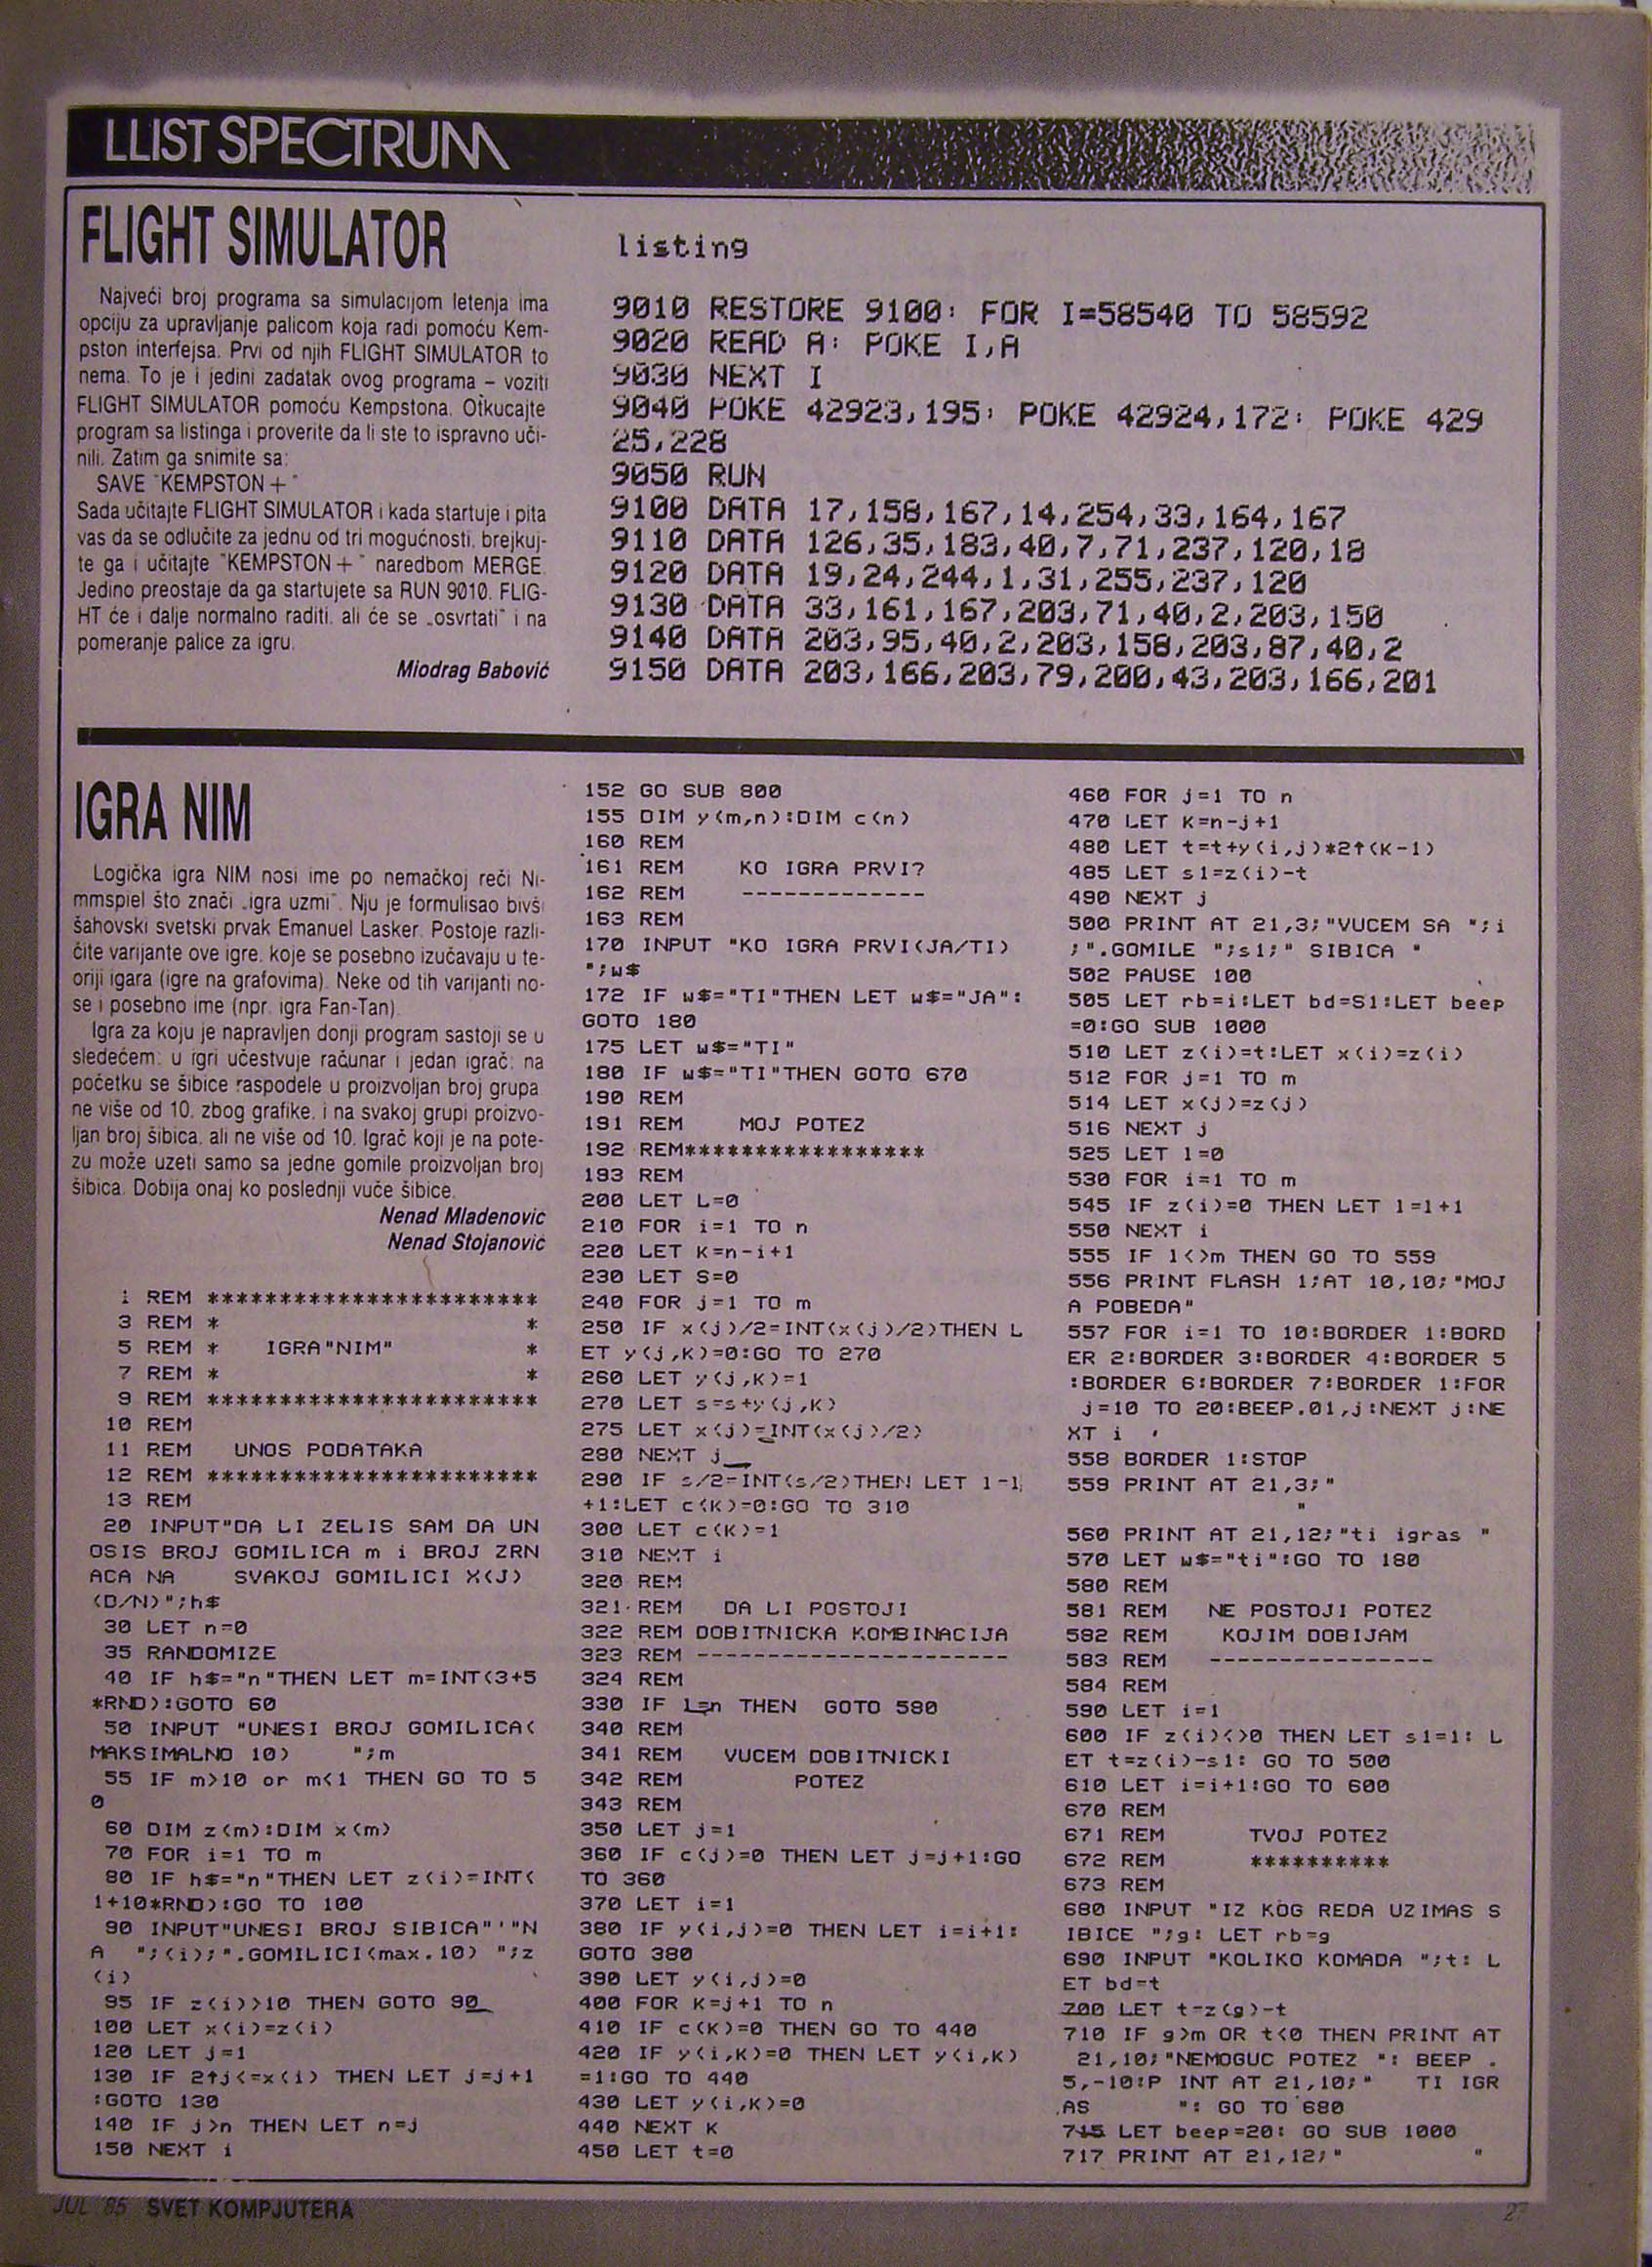 LLIST SPECTRUM
FLIGHT SIMULATOR
Najveći broj programa sa simulacijom letenja ima
opciju za upravljanje palicom koja radi pomoću Kem-
pston interfejsa. Prvi od njih FLIGHT SIMULATOR to
nema. To je i jedini zadatak ovog programa – voziti
FLIGHT SIMULATOR pomoću Kempstona. Otkucajte
program sa listinga i proverite da li ste to ispravno uči-
nili. Zatim ga snimite sa:
SAVE "KEMPSTON+"
Sada učitajte FLIGHT SIMULATOR i kada startuje i pita
vas da se odlučite za jednu od tri mogućnosti, brejkuj-
te ga i učitajte "KEMPSTON+" naredbom MERGE.
Jedino preostaje da ga startujete sa RUN 9010. FLIG-
HT će i dalje normalno raditi, ali će se „osvrtati" i na
pomeranje palice za igru.
Miodrag Babović
listing
9010 RESTORE 9100: FOR I=58540 TO 58592
9020 READ A: POKE I,A
9030 NEXT I
9040 POKE 42923,195: POKE 42924,172: POKE 429
25,228
9050 RUN
9100 DATA 17,158,167,14,254,33,164,167
9110 DATA 126,35,183,40,7,71,237,120,18
9120 DATA 19,24,244,1,31,255,237,120
9130 DATA 33,161,167,203,71,40,2,203,150
9140 DATA 203,95,40,2,203,158,203,87,40,2
9150 DATA 203,166,203,79,200,43,203,166,201
IGRA NIM
Logička igra NIM nosi ime po nemačkoj reči Ni-
mmspiel što znači „igra uzmi". Nju je formulisao bivši
šahovski svetski prvak Emanuel Lasker. Postoje razli-
čite varijante ove igre, koje se posebno izučavaju u te-
oriji igara (igre na grafovima). Neke od tih varijanti no-
se i posebno ime (npr. igra Fan-Tan).
Igra za koju je napravljen donji program sastoji se u
sledećem: u igri učestvuje računar i jedan igrač; na
početku se šibice raspodele u proizvoljan broj grupa
ne više od 10, zbog grafike, i na svakoj grupi proizvo-
ljan broj šibica, ali ne više od 10. Igrač koji je na pote-
zu može uzeti samo sa jedne gomile proizvoljan broj
šibica. Dobija onaj ko poslednji vuče šibice.
Nenad Mladenovic
Nenad Stojanovic
1 REM ***********************
3 REM *                      *
5 REM *   IGRA"NIM"          *
7 REM *                      *
9 REM ***********************
10 REM
11 REM   UNOS PODATAKA
12 REM ***********************
13 REM
20 INPUT"DA LI ZELIS SAM DA UN
OSIS BROJ GOMILICA m i BROJ ZRN
ACA NA    SVAKOJ GOMILICI X(J)
(D/N)";h$
30 LET n=0
35 RANDOMIZE
40 IF h$="n"THEN LET m=INT(3+5
*RND):GOTO 60
50 INPUT "UNESI BROJ GOMILICA(
MAKSIMALNO 10)    ";m
55 IF m>10 or m<1 THEN GO TO 5
0
60 DIM z(m):DIM x(m)
70 FOR i=1 TO m
80 IF h$="n"THEN LET z(i)=INT(
1+10*RND):GO TO 100
90 INPUT"UNESI BROJ SIBICA"'"N
A  ";(i);".GOMILICI(max.10) ";z
(i)
95 IF z(i)>10 THEN GOTO 90
100 LET x(i)=z(i)
120 LET j=1
130 IF 2↑j<=x(i) THEN LET j=j+1
:GOTO 130
140 IF j>n THEN LET n=j
150 NEXT i
152 GO SUB 800
155 DIM y(m,n):DIM c(n)
160 REM
161 REM    KO IGRA PRVI?
162 REM    -------------
163 REM
170 INPUT "KO IGRA PRVI(JA/TI)
";w$
172 IF w$="TI"THEN LET w$="JA":
GOTO 180
175 LET w$="TI"
180 IF w$="TI"THEN GOTO 670
190 REM
191 REM    MOJ POTEZ
192 REM*****************
193 REM
200 LET L=0
210 FOR i=1 TO n
220 LET K=n-i+1
230 LET S=0
240 FOR j=1 TO m
250 IF x(j)/2=INT(x(j)/2)THEN L
ET y(j,K)=0:GO TO 270
260 LET y(j,K)=1
270 LET s=s+y(j,K)
275 LET x(j)=INT(x(j)/2)
280 NEXT j
290 IF s/2=INT(s/2)THEN LET l=l
+1:LET c(K)=0:GO TO 310
300 LET c(K)=1
310 NEXT i
320 REM
321 REM   DA LI POSTOJI
322 REM DOBITNICKA KOMBINACIJA
323 REM ----------------------
324 REM
330 IF L=n THEN  GOTO 580
340 REM
341 REM   VUCEM DOBITNICKI
342 REM        POTEZ
343 REM
350 LET j=1
360 IF c(j)=0 THEN LET j=j+1:GO
TO 360
370 LET i=1
380 IF y(i,j)=0 THEN LET i=i+1:
GOTO 380
390 LET y(i,j)=0
400 FOR K=j+1 TO n
410 IF c(K)=0 THEN GO TO 440
420 IF y(i,K)=0 THEN LET y(i,K)
=1:GO TO 440
430 LET y(i,K)=0
440 NEXT K
450 LET t=0
460 FOR j=1 TO n
470 LET K=n-j+1
480 LET t=t+y(i,j)*2↑(K-1)
485 LET s1=z(i)-t
490 NEXT j
500 PRINT AT 21,3;"VUCEM SA ";i
;".GOMILE ";s1;" SIBICA "
502 PAUSE 100
505 LET rb=i:LET bd=S1:LET beep
=0:GO SUB 1000
510 LET z(i)=t:LET x(i)=z(i)
512 FOR j=1 TO m
514 LET x(j)=z(j)
516 NEXT j
525 LET l=0
530 FOR i=1 TO m
545 IF z(i)=0 THEN LET l=l+1
550 NEXT i
555 IF l<>m THEN GO TO 559
556 PRINT FLASH 1;AT 10,10;"MOJ
A POBEDA"
557 FOR i=1 TO 10:BORDER 1:BORD
ER 2:BORDER 3:BORDER 4:BORDER 5
:BORDER 6:BORDER 7:BORDER 1:FOR
j=10 TO 20:BEEP.01,j:NEXT j:NE
XT i
558 BORDER 1:STOP
559 PRINT AT 21,3;"
"
560 PRINT AT 21,12;"ti igras "
570 LET w$="ti":GO TO 180
580 REM
581 REM   NE POSTOJI POTEZ
582 REM    KOJIM DOBIJAM
583 REM   ----------------
584 REM
590 LET i=1
600 IF z(i)<>0 THEN LET s1=1: L
ET t=z(i)-s1: GO TO 500
610 LET i=i+1:GO TO 600
670 REM
671 REM      TVOJ POTEZ
672 REM      **********
673 REM
680 INPUT "IZ KOG REDA UZIMAS S
IBICE ";g: LET rb=g
690 INPUT "KOLIKO KOMADA ";t: L
ET bd=t
700 LET t=z(g)-t
710 IF g>m OR t<0 THEN PRINT AT
21,10;"NEMOGUC POTEZ ": BEEP .
5,-10:P INT AT 21,10;"   TI IGR
AS      ": GO TO 680
715 LET beep=20: GO SUB 1000
717 PRINT AT 21,12;"          "
JUL '85 SVET KOMPJUTERA
27